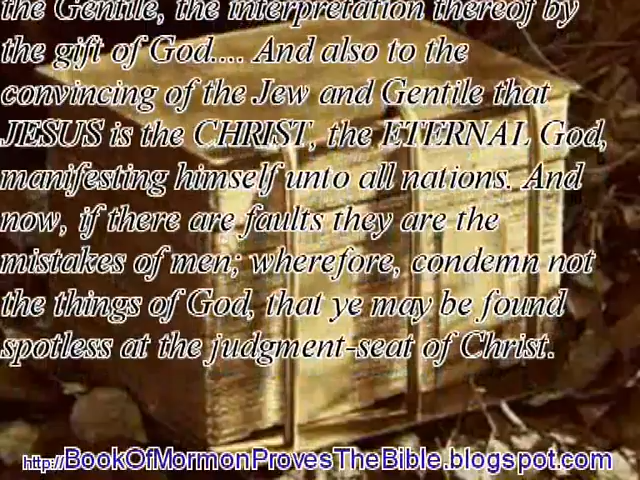 the Gentile, the interpretation thereof by
the gift of God.... And also to the
convincing of the Jew and Gentile that
JESUS is the CHRIST, the ETERNAL God,
manifesting himself unto all nations. And
now, if there are faults they are the
mistakes of men; wherefore, condemn not
the things of God, that ye may be found
spotless at the judgment-seat of Christ.
http://BookOfMormonProvesTheBible.blogspot.com